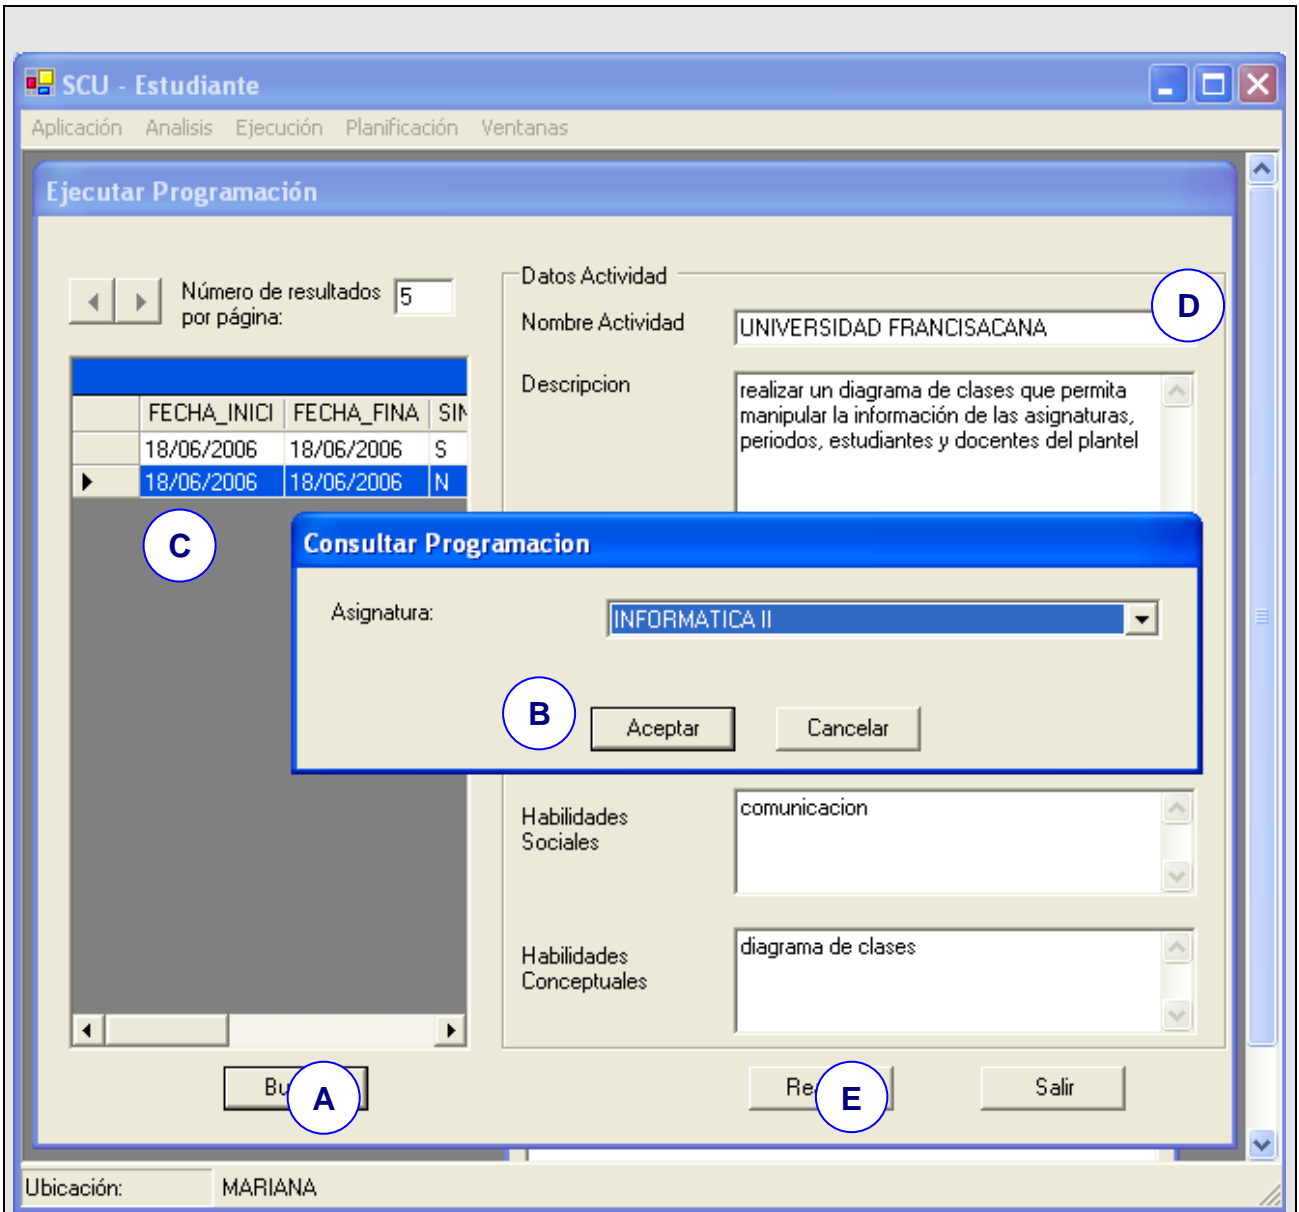 SCU - Estudiante
Aplicación Analisis Ejecución Planificación Ventanas
Ejecutar Programación
Número de resultados
por página:
5
FECHA_INICI FECHA_FINA SIN
18/06/2006 18/06/2006 S
18/06/2006 18/06/2006 N
C
Datos Actividad
D
Nombre Actividad UNIVERSIDAD FRANCISACANA
Descripcion
realizar un diagrama de clases que permita
manipular la información de las asignaturas,
periodos, estudiantes y docentes del plantel
Consultar Programacion
Asignatura: INFORMATICA II
B
Aceptar Cancelar
Habilidades
Sociales
comunicacion
Habilidades
Conceptuales
diagrama de clases
A
E
Salir
Ubicación: MARIANA